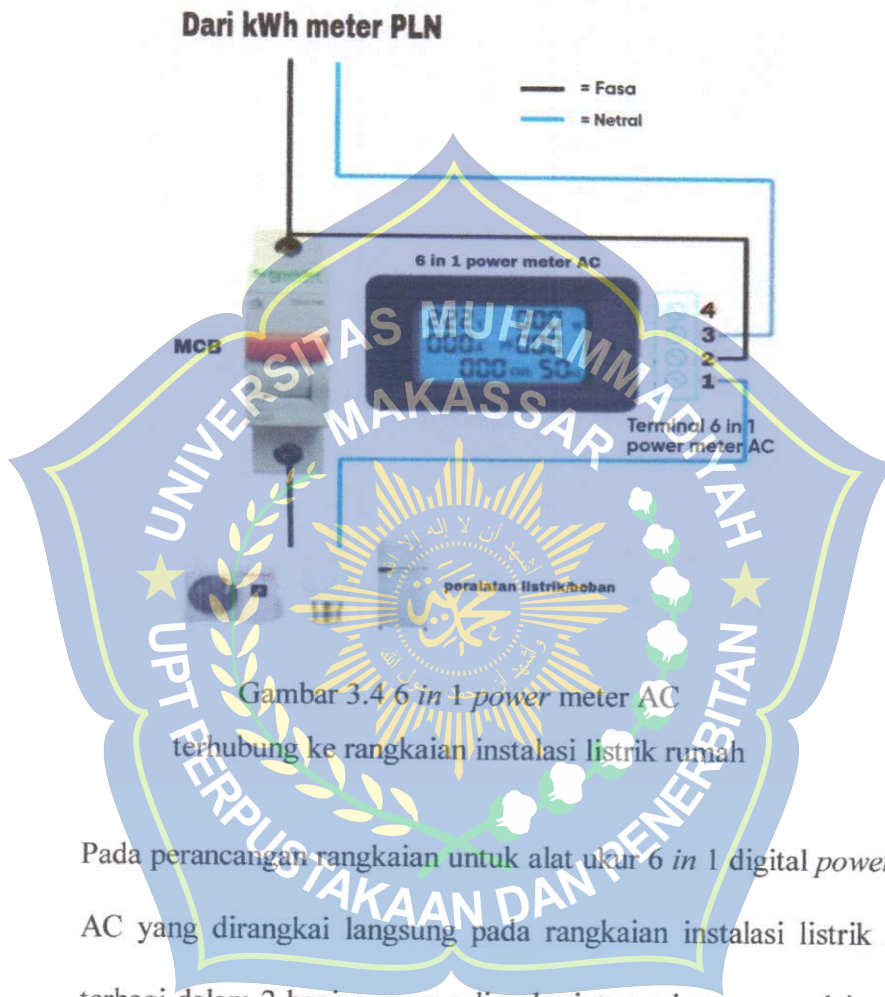 Dari kWh meter PLN
= Fasa
= Netral
6 in 1 power meter AC
MCB
4
3
2
1
Terminal 6 in 1
power meter AC
UNIVERSITAS MUHAMMADIYAH
MAKASSAR
peralatan listrik/beban
UPT PERPUSTAKAAN DAN PENERBITAN
Gambar 3.4 6 in 1 power meter AC
terhubung ke rangkaian instalasi listrik rumah
Pada perancangan rangkaian untuk alat ukur 6 in 1 digital power
AC yang dirangkai langsung pada rangkaian instalasi listrik